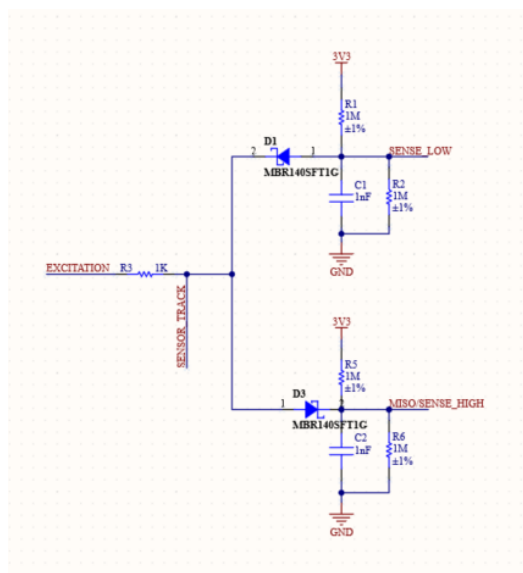 3V3
R1
1M
±1%
D1
2
1
SENSE_LOW
MBR140SFT1G
C1
1nF
R2
1M
±1%
GND
EXCITATION
R3
1K
SENSOR_TRACK
3V3
R5
1M
±1%
D3
1
2
MISO/SENSE_HIGH
MBR140SFT1G
C2
1nF
R6
1M
±1%
GND